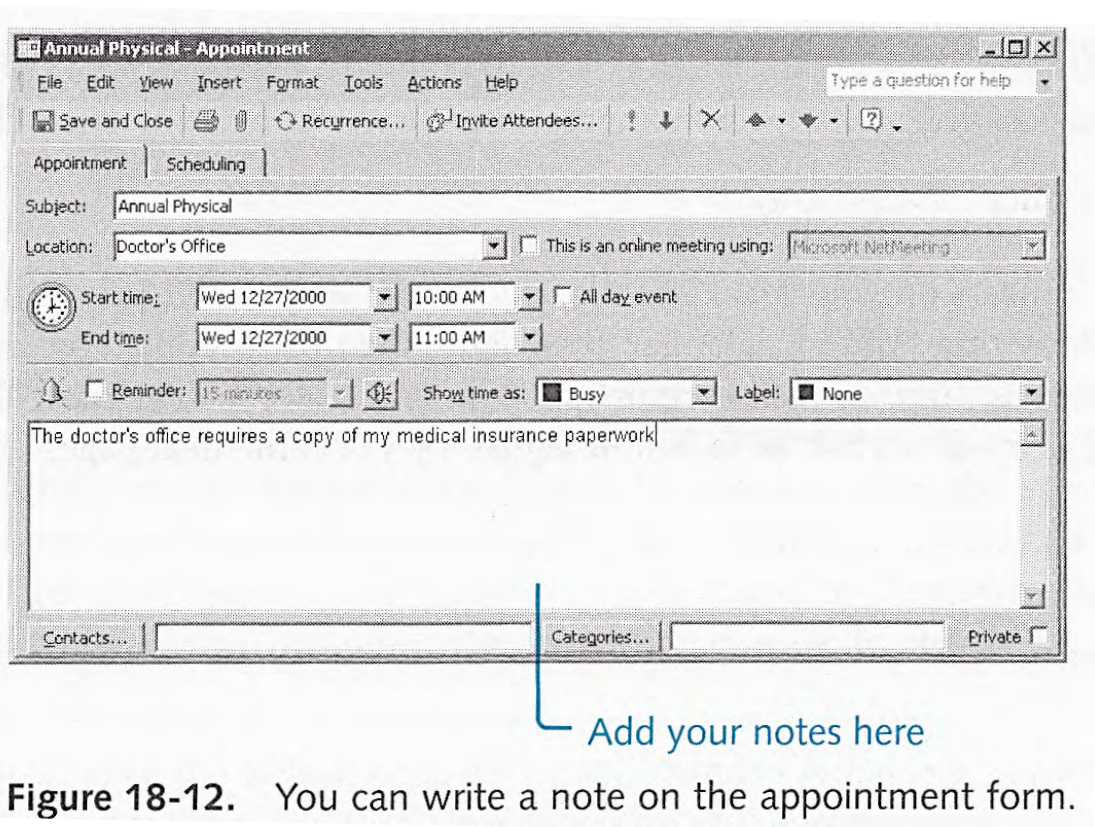 Annual Physical - Appointment
File Edit View Insert Format Tools Actions Help Type a question for help
Save and Close Recurrence... Invite Attendees...
Appointment Scheduling
Subject: Annual Physical
Location: Doctor's Office This is an online meeting using: Microsoft NetMeeting
Start time: Wed 12/27/2000 10:00 AM All day event
End time: Wed 12/27/2000 11:00 AM
Reminder: 15 minutes Show time as: Busy Label: None
The doctor's office requires a copy of my medical insurance paperwork
Contacts... Categories... Private
Add your notes here
Figure 18-12. You can write a note on the appointment form.